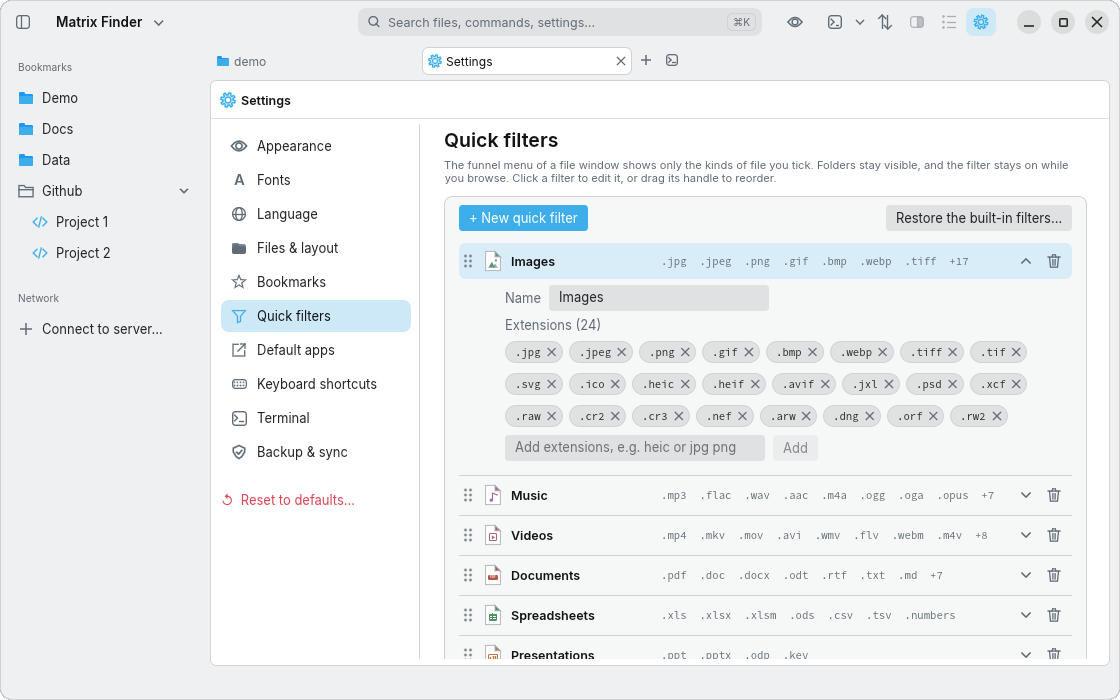 Matrix Finder
Search files, commands, settings... ⌘K
Bookmarks
Demo
Docs
Data
Github
Project 1
Project 2
Network
Connect to server...
demo
Settings
Settings
Appearance
Fonts
Language
Files & layout
Bookmarks
Quick filters
Default apps
Keyboard shortcuts
Terminal
Backup & sync
Reset to defaults...
Quick filters
The funnel menu of a file window shows only the kinds of file you tick. Folders stay visible, and the filter stays on while
you browse. Click a filter to edit it, or drag its handle to reorder.
+ New quick filter
Restore the built-in filters...
Images .jpg .jpeg .png .gif .bmp .webp .tiff +17
Name Images
Extensions (24)
.jpg .jpeg .png .gif .bmp .webp .tiff .tif
.svg .ico .heic .heif .avif .jxl .psd .xcf
.raw .cr2 .cr3 .nef .arw .dng .orf .rw2
Add extensions, e.g. heic or jpg png Add
Music .mp3 .flac .wav .aac .m4a .ogg .oga .opus +7
Videos .mp4 .mkv .mov .avi .wmv .flv .webm .m4v +8
Documents .pdf .doc .docx .odt .rtf .txt .md +7
Spreadsheets .xls .xlsx .xlsm .ods .csv .tsv .numbers
Presentations .ppt .pptx .odp .key